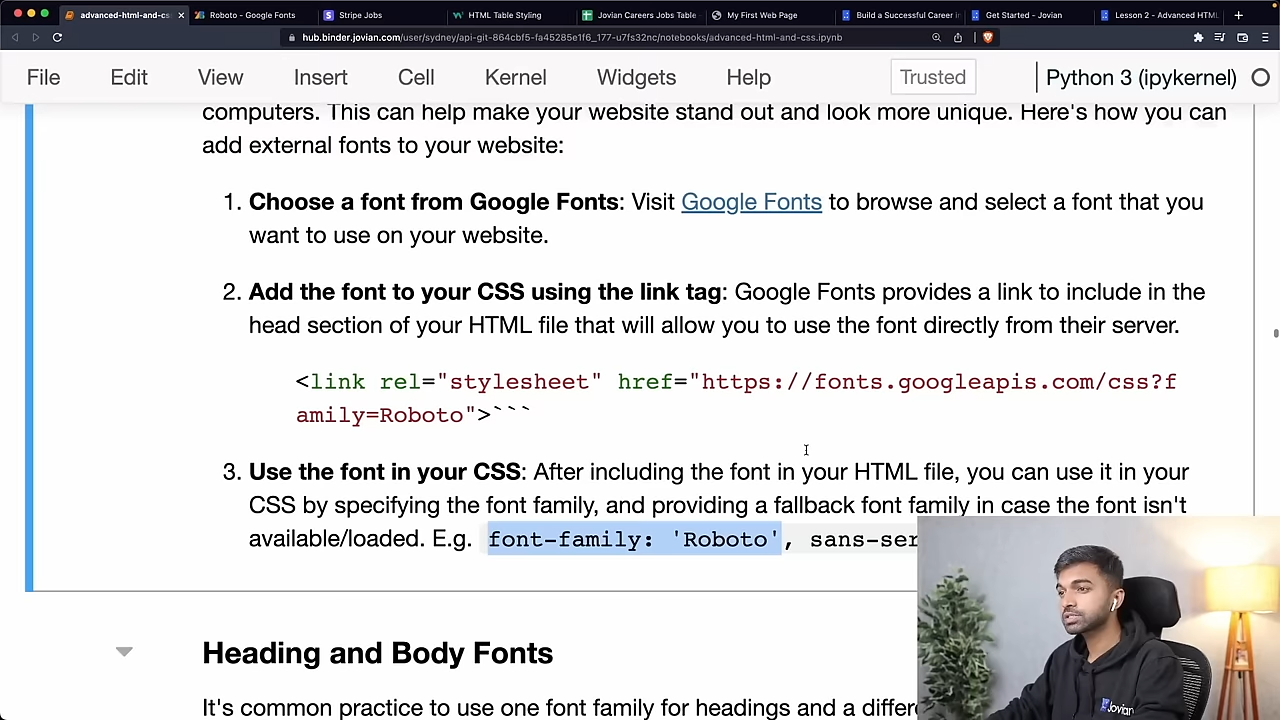 advanced-html-and-cs
Roboto - Google Fonts
Stripe Jobs
HTML Table Styling
Jovian Careers Jobs Table
My First Web Page
Build a Successful Career i
Get Started - Jovian
Lesson 2 - Advanced HTML
hub.binder.jovian.com/user/sydney/api-git-864cbf5-fa45285e1f6_177-u7fs32nc/notebooks/advanced-html-and-css.ipynb
File Edit View Insert Cell Kernel Widgets Help Trusted Python 3 (ipykernel)
computers. This can help make your website stand out and look more unique. Here's how you can
add external fonts to your website:
1. Choose a font from Google Fonts: Visit Google Fonts to browse and select a font that you
want to use on your website.
2. Add the font to your CSS using the link tag: Google Fonts provides a link to include in the
head section of your HTML file that will allow you to use the font directly from their server.
<link rel="stylesheet" href="https://fonts.googleapis.com/css?f
amily=Roboto">```
3. Use the font in your CSS: After including the font in your HTML file, you can use it in your
CSS by specifying the font family, and providing a fallback font family in case the font isn't
available/loaded. E.g. font-family: 'Roboto', sans-ser
Heading and Body Fonts
It's common practice to use one font family for headings and a differe
Jovian